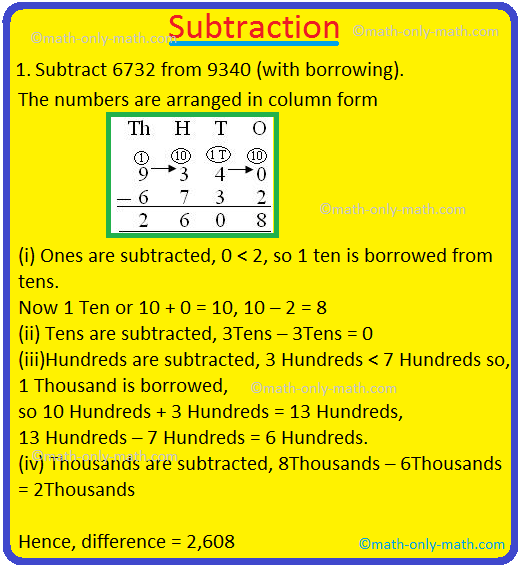 Subtraction
©math-only-math.com
©math-only-math.com
1. Subtract 6732 from 9340 (with borrowing).
The numbers are arranged in column form
Th H T O
1 10 1 T 10
9 3 4 0
– 6 7 3 2
2 6 0 8
©math-only-math.com
(i) Ones are subtracted, 0 < 2, so 1 ten is borrowed from
tens.
Now 1 Ten or 10 + 0 = 10, 10 – 2 = 8
(ii) Tens are subtracted, 3Tens – 3Tens = 0
(iii)Hundreds are subtracted, 3 Hundreds < 7 Hundreds so,
1 Thousand is borrowed,
©math-only-math.com
so 10 Hundreds + 3 Hundreds = 13 Hundreds,
13 Hundreds – 7 Hundreds = 6 Hundreds.
©math-only-math.com
(iv) Thousands are subtracted, 8Thousands – 6Thousands
= 2Thousands
Hence, difference = 2,608
©math-only-math.com